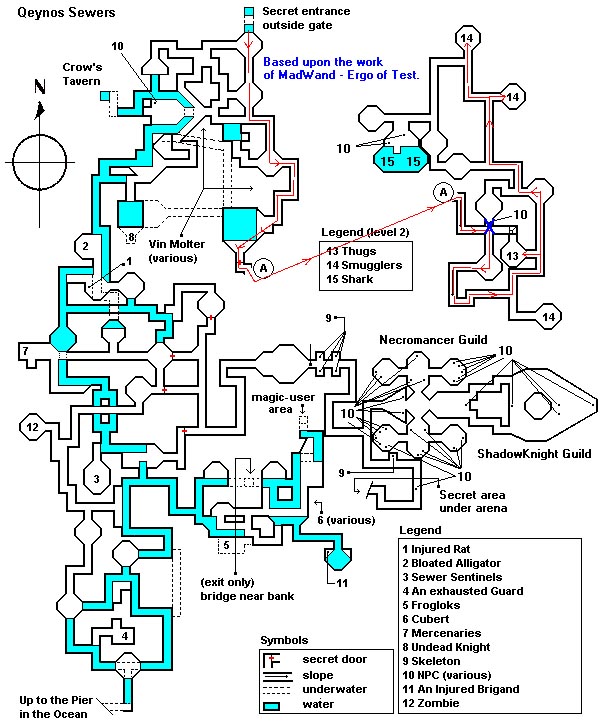 Qeynos Sewers
Secret entrance
outside gate
10
14
Crow's
Tavern
Based upon the work
of MadWand - Ergo of Test.
N
14
10
15 15
A
10
8
2
Vin Molter
(various)
Legend (level 2)
13 Thugs
14 Smugglers
15 Shark
13
1
A
14
9
Necromancer Guild
7
10
magic-user
area
10
12
ShadowKnight Guild
3
9
10
Secret area
under arena
6 (various)
5
Legend
(exit only)
bridge near bank
11
1 Injured Rat
2 Bloated Alligator
3 Sewer Sentinels
4 An exhausted Guard
5 Frogloks
6 Cubert
7 Mercenaries
8 Undead Knight
9 Skeleton
10 NPC (various)
11 An Injured Brigand
12 Zombie
4
Symbols
secret door
slope
underwater
water
Up to the Pier
in the Ocean